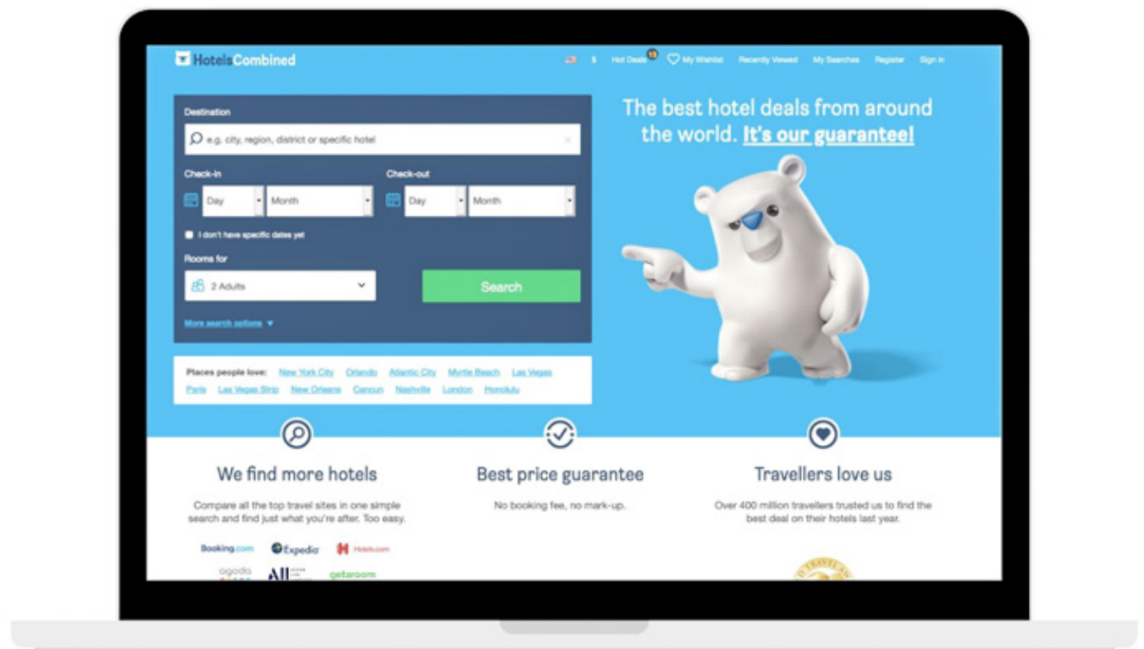 HotelsCombined
$ Hot Deals My Wishlist Recently Viewed My Searches Register Sign In
Destination
e.g. city, region, district or specific hotel
Check-in Check-out
Day Month Day Month
I don't have specific dates yet
Rooms for
2 Adults
Search
More search options
The best hotel deals from around
the world. It's our guarantee!
Places people love: New York City Orlando Atlantic City Myrtle Beach Las Vegas
Paris Las Vegas Strip New Orleans Cancun Nashville London Honolulu
We find more hotels
Compare all the top travel sites in one simple
search and find just what you're after. Too easy.
Booking.com Expedia Hotels.com
agoda All getaroom
Best price guarantee
No booking fee, no mark-up.
Travellers love us
Over 400 million travellers trusted us to find the
best deal on their hotels last year.
TRAVEL